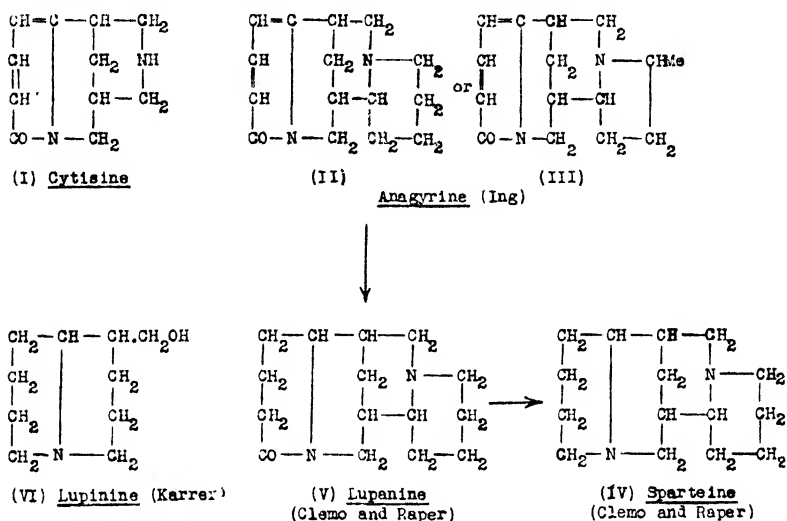 CH=C—CH—CH2 CH=C—CH—CH2 CH=C—CH—CH2
CH CH2 NH CH CH2 N—CH2 CH CH2 N—CHMe
CH CH—CH2 CH CH—CH CH2 or CH CH—CH
CO—N—CH2 CO—N—CH2 CH2—CH2 CO—N—CH2 CH2—CH2
(I) Cytisine (II) (III)
Anagyrine (Ing)
CH2—CH—CH.CH2OH CH2—CH—CH—CH2 CH2—CH—CH—CH2
CH2 CH2 CH2 CH2 N—CH2 CH2 CH2 N—CH2
CH2 CH2 CH2 CH—CH CH2 CH2 CH—CH CH2
CH2—N—CH2 CO—N—CH2 CH2—CH2 CH2—N—CH2 CH2—CH2
(VI) Lupinine (Karrer) (V) Lupanine (IV) Sparteine
(Clemo and Raper) (Clemo and Raper)